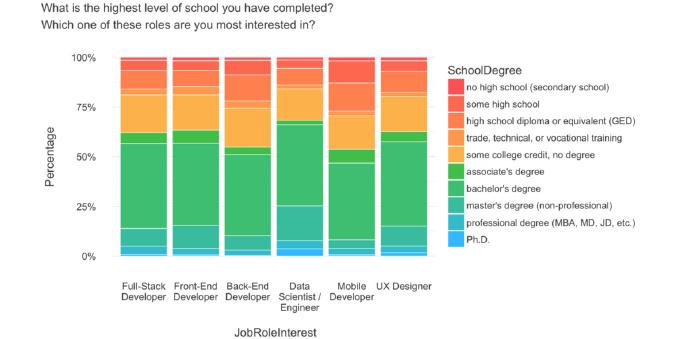 What is the highest level of school you have completed?
Which one of these roles are you most interested in?
100%
75%
50%
25%
0%
Percentage
Full-Stack Developer
Front-End Developer
Back-End Developer
Data Scientist / Engineer
Mobile Developer
UX Designer
JobRoleInterest
SchoolDegree
no high school (secondary school)
some high school
high school diploma or equivalent (GED)
trade, technical, or vocational training
some college credit, no degree
associate's degree
bachelor's degree
master's degree (non-professional)
professional degree (MBA, MD, JD, etc.)
Ph.D.